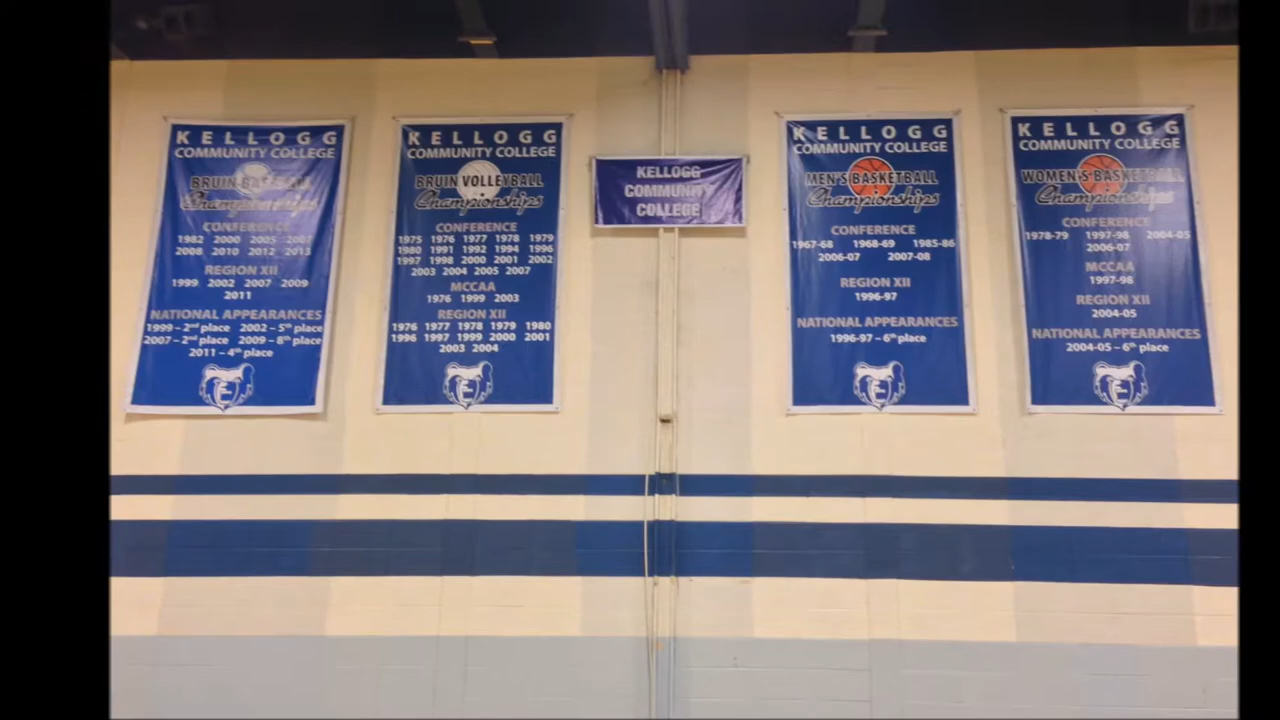 KELLOGG
COMMUNITY COLLEGE
BRUIN BASEBALL
Championships
CONFERENCE
1982 2000 2005 2007
2008 2010 2012 2013
REGION XII
1999 2002 2007 2009
2011
NATIONAL APPEARANCES
1999 – 2nd place 2002 – 5th place
2007 – 2nd place 2009 – 8th place
2011 – 4th place
KELLOGG
COMMUNITY COLLEGE
BRUIN VOLLEYBALL
Championships
CONFERENCE
1975 1976 1977 1978 1979
1980 1991 1992 1994 1996
1997 1998 2000 2001 2002
2003 2004 2005 2007
MCCAA
1976 1999 2003
REGION XII
1976 1977 1978 1979 1980
1996 1997 1999 2000 2001
2003 2004
KELLOGG
COMMUNITY
COLLEGE
KELLOGG
COMMUNITY COLLEGE
MEN'S BASKETBALL
Championships
CONFERENCE
1967-68 1968-69 1985-86
2006-07 2007-08
REGION XII
1996-97
NATIONAL APPEARANCES
1996-97 – 6th place
KELLOGG
COMMUNITY COLLEGE
WOMEN'S BASKETBALL
Championships
CONFERENCE
1978-79 1997-98 2004-05
2006-07
MCCAA
1997-98
REGION XII
2004-05
NATIONAL APPEARANCES
2004-05 – 6th place